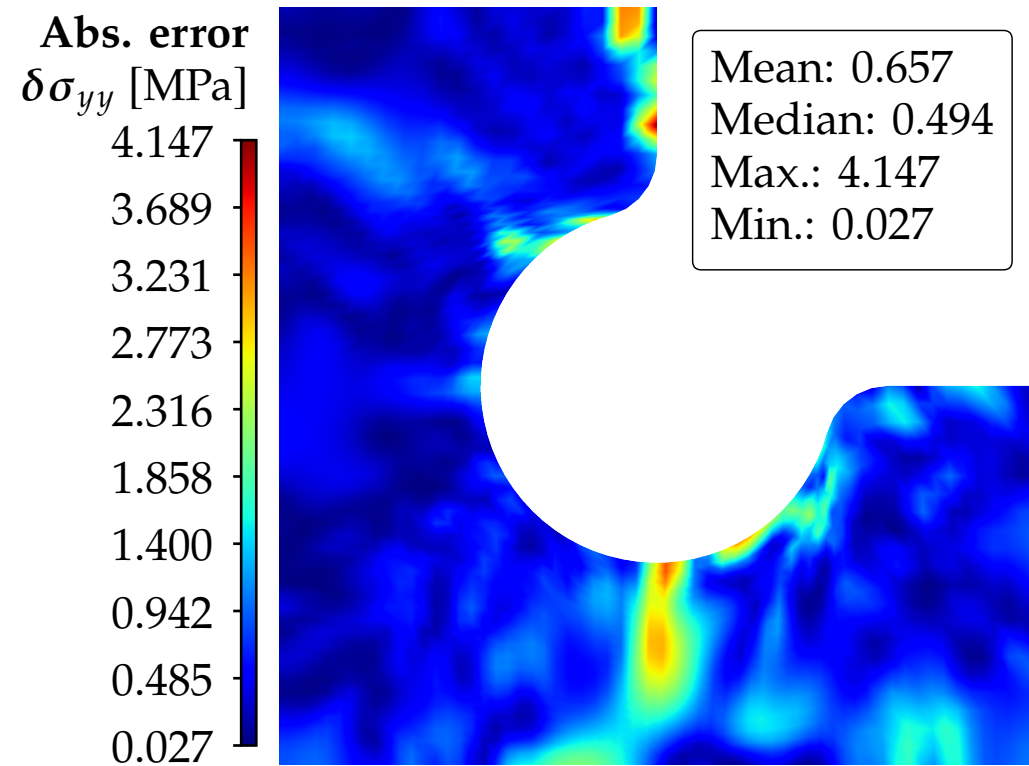 Abs. error
δσyy [MPa]
4.147
3.689
3.231
2.773
2.316
1.858
1.400
0.942
0.485
0.027
Mean: 0.657
Median: 0.494
Max.: 4.147
Min.: 0.027